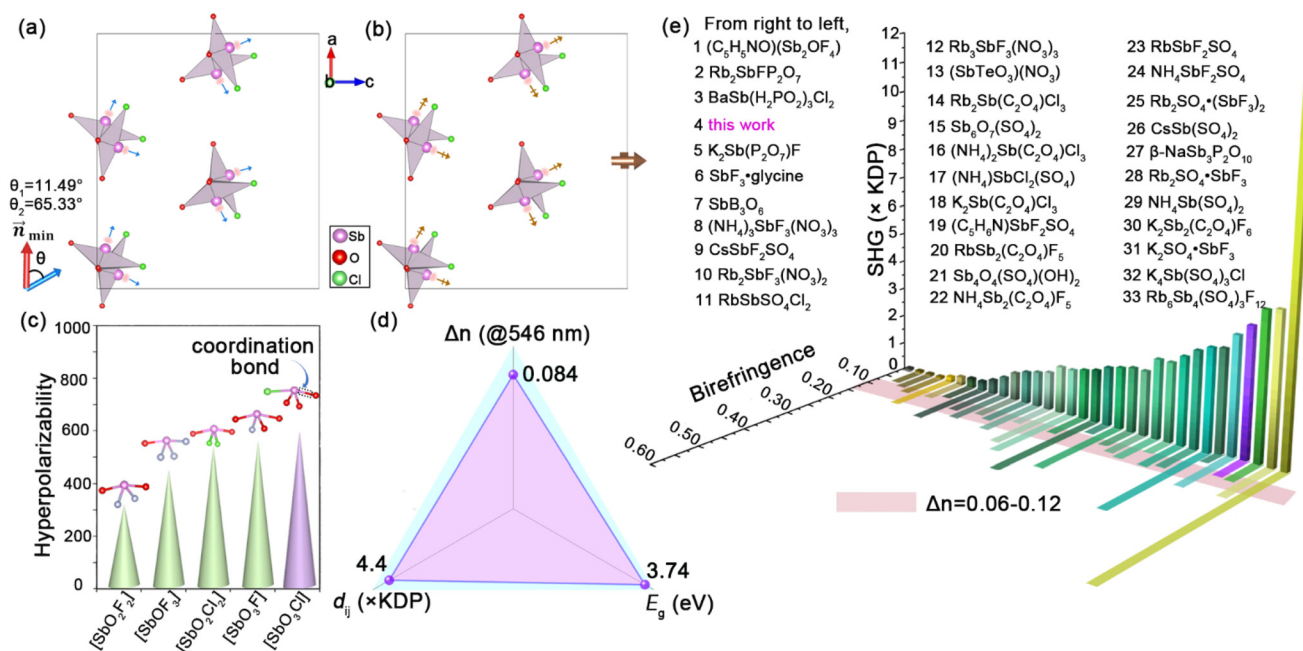 (a)
a
b
c
θ₁=11.49°
θ₂=65.33°
n⃗min
θ
Sb
O
Cl
(b)
(c)
Hyperpolarizability
1000
800
600
400
200
0
coordination
bond
[SbO₂F₂]
[SbOF₃]
[SbO₂Cl₂]
[SbO₃F]
[SbO₃Cl]
(d)
Δn (@546 nm)
0.084
4.4
dij (×KDP)
3.74
Eg (eV)
(e)
From right to left,
1 (C₅H₅NO)(Sb₂OF₄)
2 Rb₂SbFP₂O₇
3 BaSb(H₂PO₂)₃Cl₂
4 this work
5 K₂Sb(P₂O₇)F
6 SbF₃•glycine
7 SbB₃O₆
8 (NH₄)₃SbF₃(NO₃)₃
9 CsSbF₂SO₄
10 Rb₂SbF₃(NO₃)₂
11 RbSbSO₄Cl₂
12 Rb₃SbF₃(NO₃)₃
13 (SbTeO₃)(NO₃)
14 Rb₂Sb(C₂O₄)Cl₃
15 Sb₆O₇(SO₄)₂
16 (NH₄)₂Sb(C₂O₄)Cl₃
17 (NH₄)SbCl₂(SO₄)
18 K₂Sb(C₂O₄)Cl₃
19 (C₅H₆N)SbF₂SO₄
20 RbSb₂(C₂O₄)F₅
21 Sb₄O₄(SO₄)(OH)₂
22 NH₄Sb₂(C₂O₄)F₅
23 RbSbF₂SO₄
24 NH₄SbF₂SO₄
25 Rb₂SO₄•(SbF₃)₂
26 CsSb(SO₄)₂
27 β-NaSb₃P₂O₁₀
28 Rb₂SO₄•SbF₃
29 NH₄Sb(SO₄)₂
30 K₂Sb₂(C₂O₄)F₆
31 K₂SO₄•SbF₃
32 K₄Sb(SO₄)₃Cl
33 Rb₆Sb₄(SO₄)₃F₁₂
SHG (× KDP)
12
11
10
9
8
7
6
5
4
3
2
1
0
Birefringence
0.10
0.20
0.30
0.40
0.50
0.60
Δn=0.06-0.12